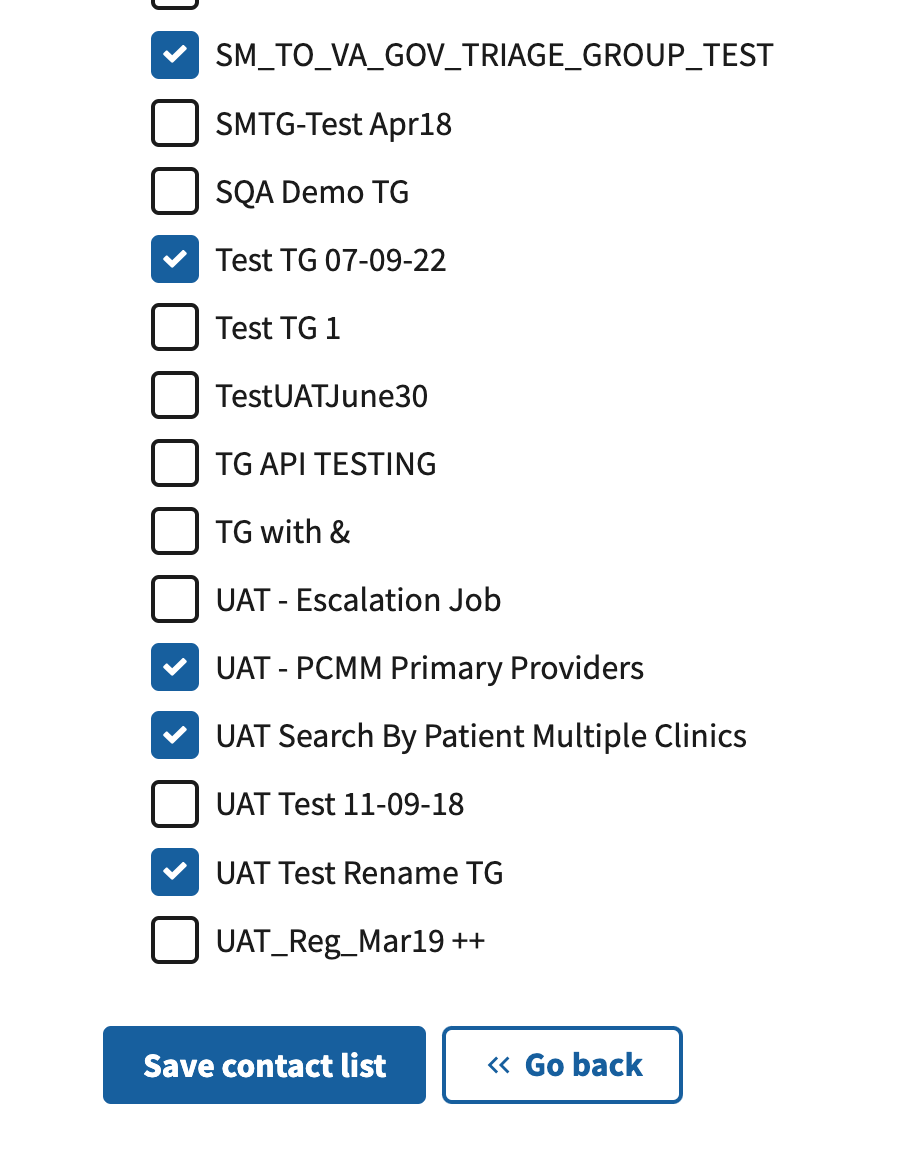 SM_TO_VA_GOV_TRIAGE_GROUP_TEST
SMTG-Test Apr18
SQA Demo TG
Test TG 07-09-22
Test TG 1
TestUATJune30
TG API TESTING
TG with &
UAT - Escalation Job
UAT - PCMM Primary Providers
UAT Search By Patient Multiple Clinics
UAT Test 11-09-18
UAT Test Rename TG
UAT_Reg_Mar19 ++
Save contact list
Go back